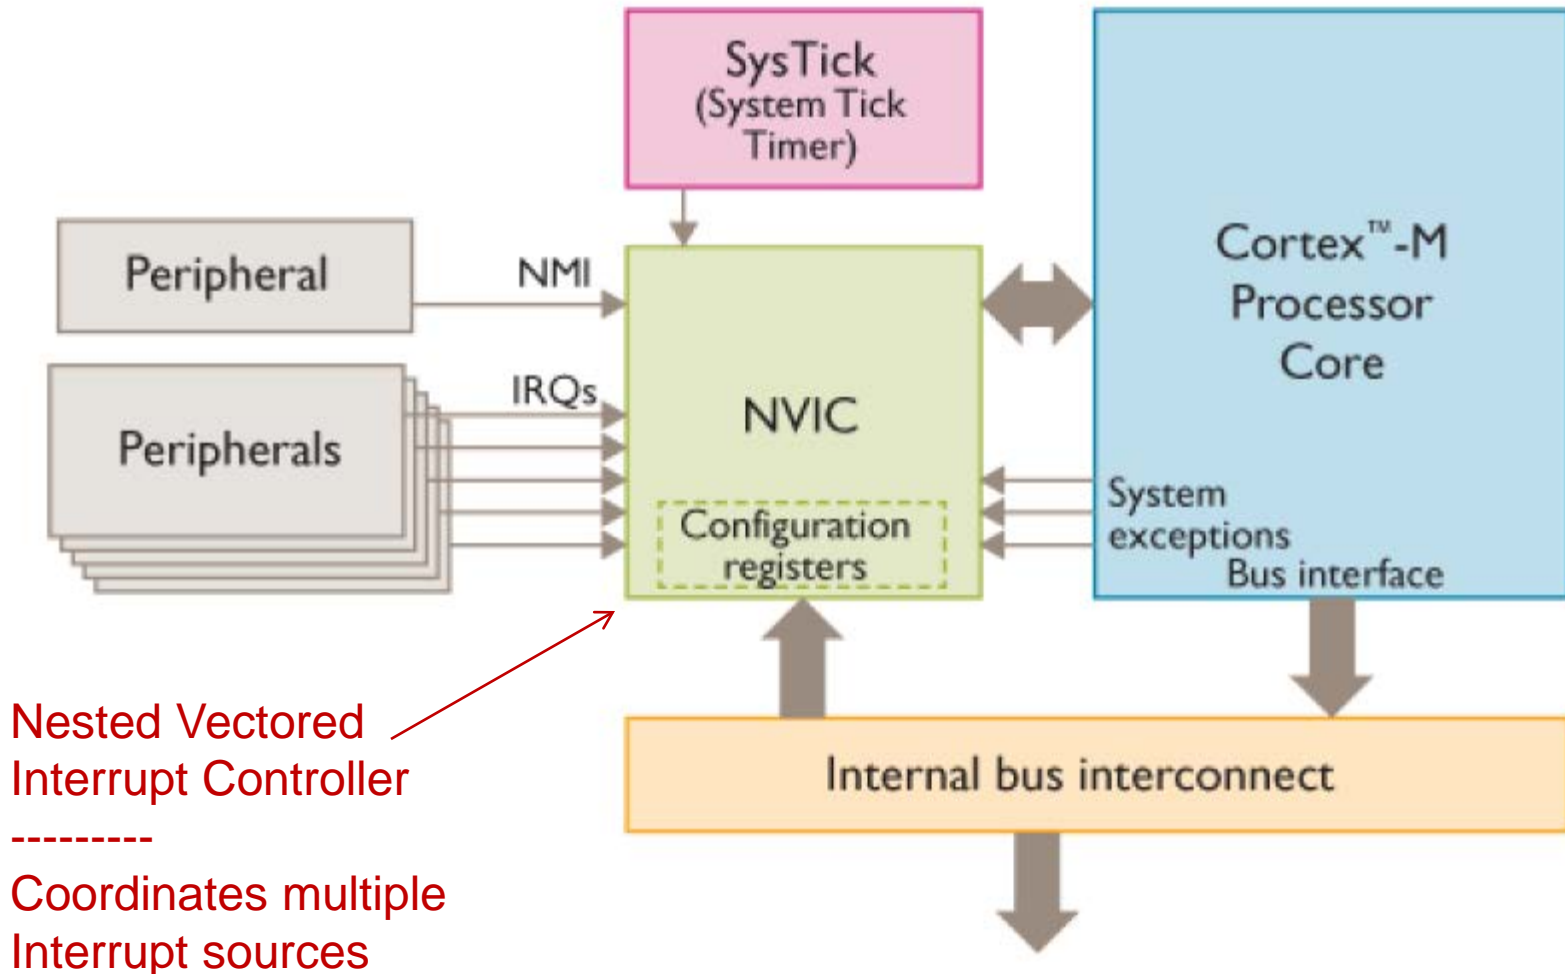 SysTick
(System Tick
Timer)
Peripheral
NMI
Cortex™-M
Processor
Core
Peripherals
IRQs
NVIC
System
exceptions
Configuration
registers
Bus interface
Nested Vectored
Interrupt Controller
---------
Coordinates multiple
Interrupt sources
Internal bus interconnect